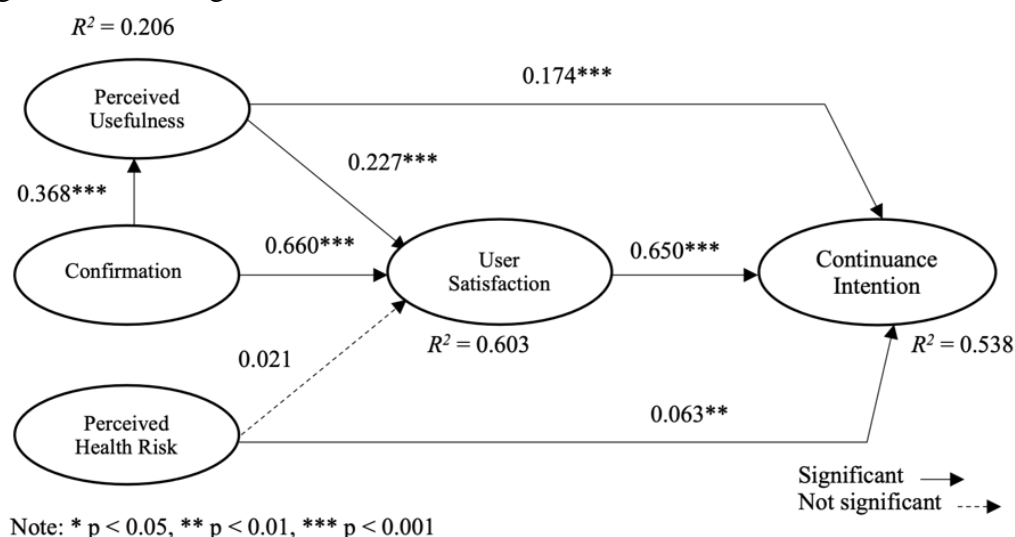 R² = 0.206
Perceived
Usefulness
0.174***
0.227***
0.368***
Confirmation
0.660***
User
Satisfaction
0.650***
Continuance
Intention
R² = 0.603
R² = 0.538
0.021
Perceived
Health Risk
0.063**
Significant
Not significant
Note: * p < 0.05, ** p < 0.01, *** p < 0.001